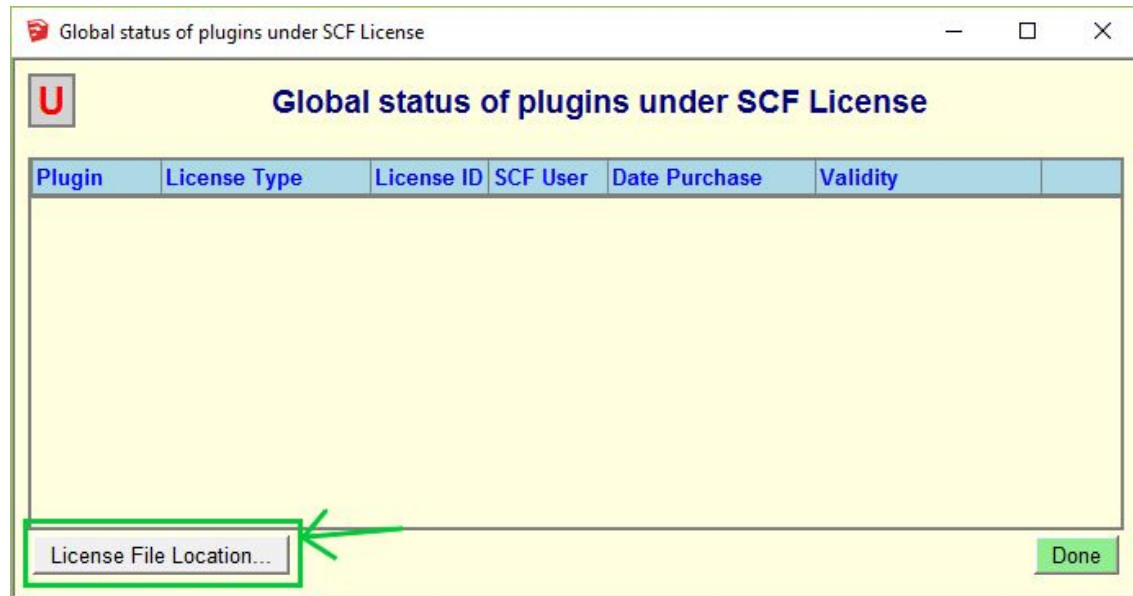 Global status of plugins under SCF License
U
Global status of plugins under SCF License
Plugin License Type License ID SCF User Date Purchase Validity
License File Location...
Done